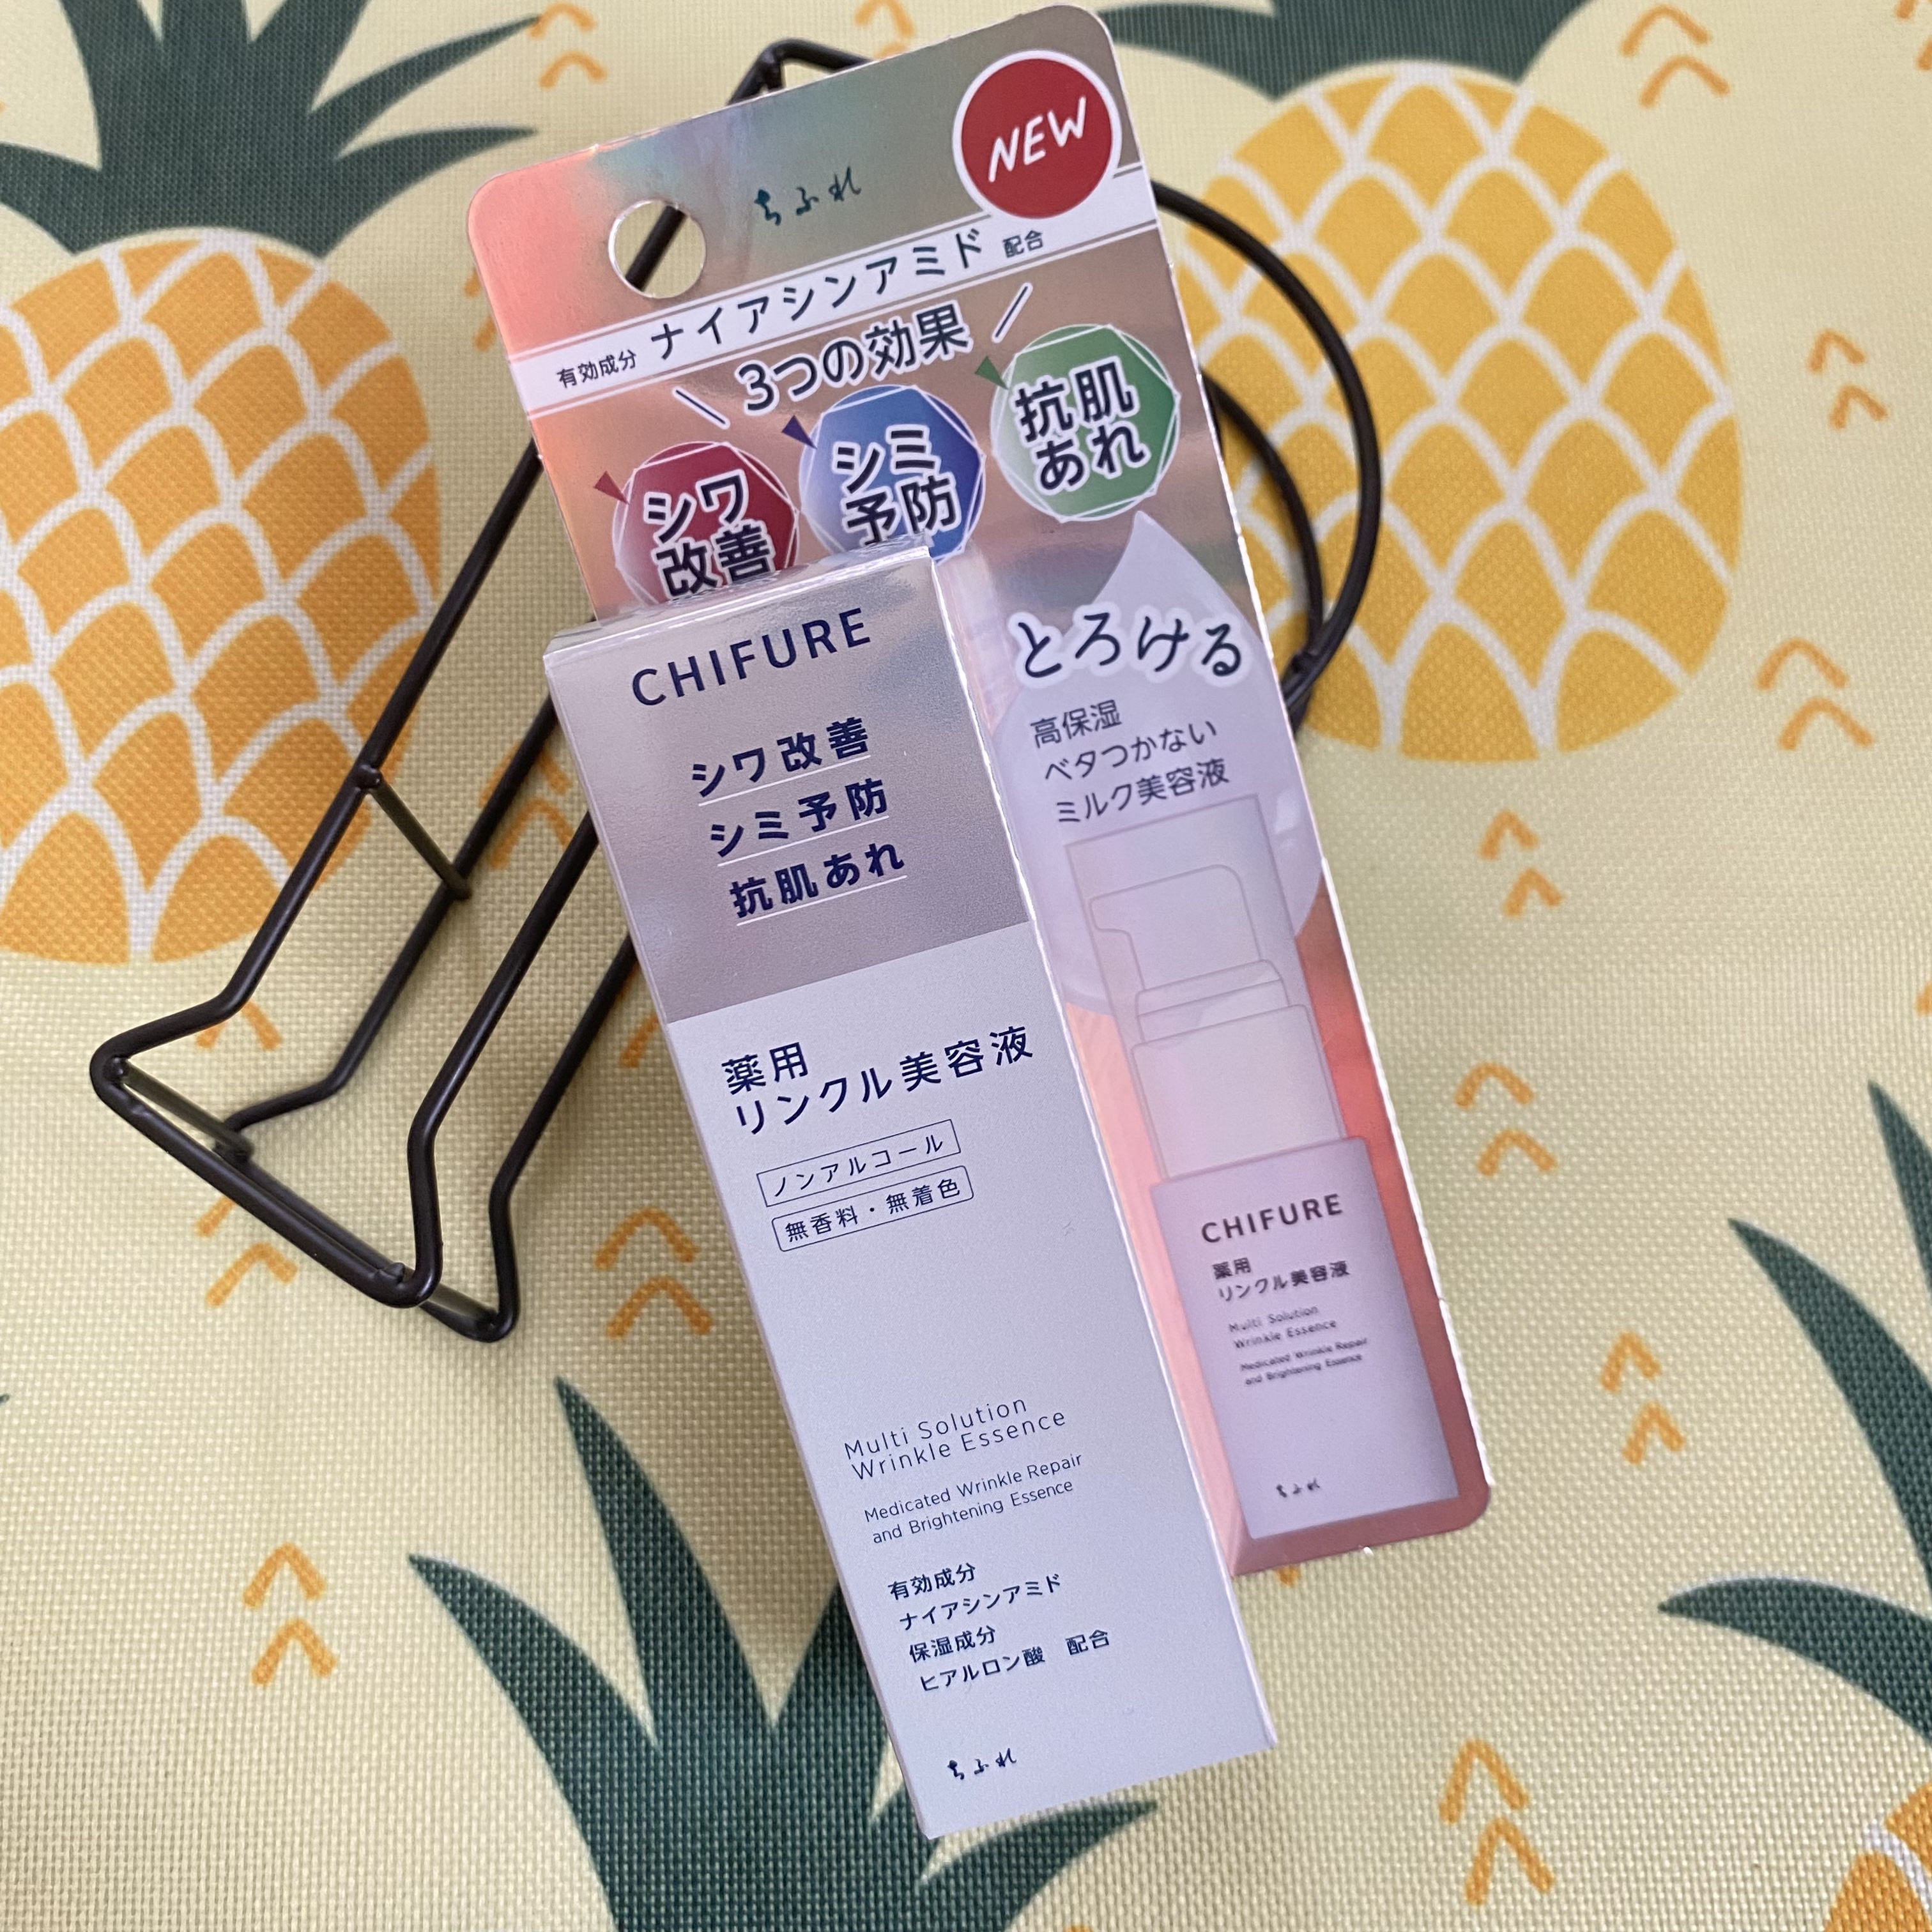 ちふれ
NEW
有効成分 ナイアシンアミド 配合
3つの効果
シワ
改善
シミ
予防
抗肌
あれ
とろける
高保湿
ベタつかない
ミルク美容液
CHIFURE
シワ改善
シミ予防
抗肌あれ
薬用
リンクル美容液
ノンアルコール
無香料・無着色
Multi Solution
Wrinkle Essence
Medicated Wrinkle Repair
and Brightening Essence
有効成分
ナイアシンアミド
保湿成分
ヒアルロン酸 配合
ちふれ
CHIFURE
薬用
リンクル美容液
Multi Solution
Wrinkle Essence
Medicated Wrinkle Repair
and Brightening Essence
ちふれ